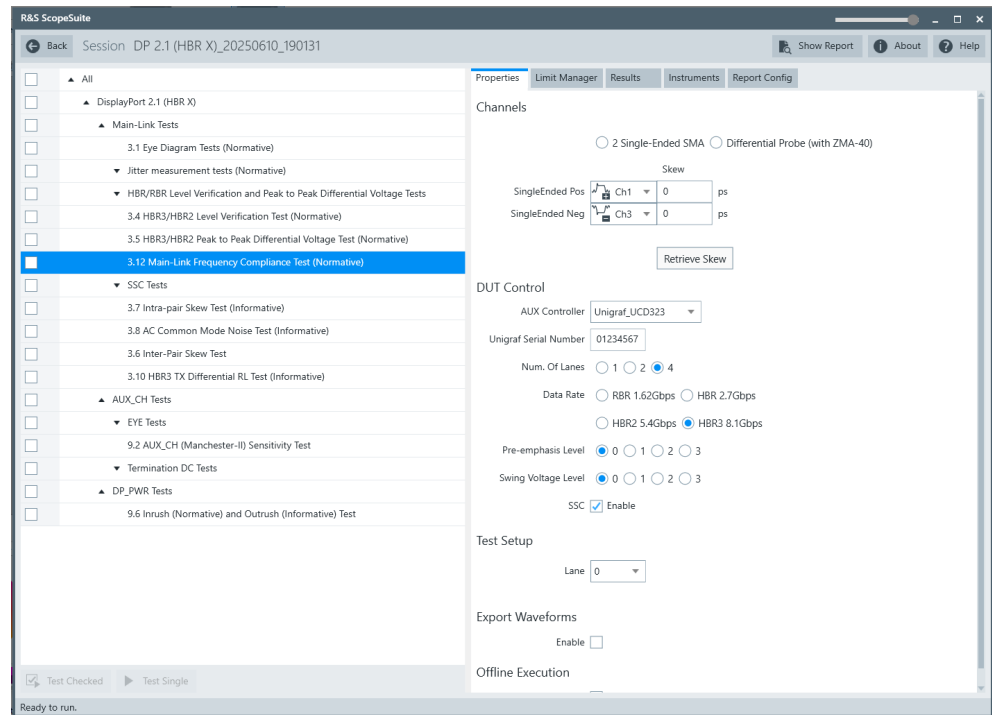 R&S ScopeSuite
Back Session DP 2.1 (HBR X)_20250610_190131 Show Report About Help
All
DisplayPort 2.1 (HBR X)
Main-Link Tests
3.1 Eye Diagram Tests (Normative)
Jitter measurement tests (Normative)
HBR/RBR Level Verification and Peak to Peak Differential Voltage Tests
3.4 HBR3/HBR2 Level Verification Test (Normative)
3.5 HBR3/HBR2 Peak to Peak Differential Voltage Test (Normative)
3.12 Main-Link Frequency Compliance Test (Normative)
SSC Tests
3.7 Intra-pair Skew Test (Informative)
3.8 AC Common Mode Noise Test (Informative)
3.6 Inter-Pair Skew Test
3.10 HBR3 TX Differential RL Test (Informative)
AUX_CH Tests
EYE Tests
9.2 AUX_CH (Manchester-II) Sensitivity Test
Termination DC Tests
DP_PWR Tests
9.6 Inrush (Normative) and Outrush (Informative) Test
Properties Limit Manager Results Instruments Report Config
Channels
2 Single-Ended SMA Differential Probe (with ZMA-40)
Skew
SingleEnded Pos Ch1 0 ps
SingleEnded Neg Ch3 0 ps
Retrieve Skew
DUT Control
AUX Controller Unigraf_UCD323
Unigraf Serial Number 01234567
Num. Of Lanes 1 2 4
Data Rate RBR 1.62Gbps HBR 2.7Gbps
HBR2 5.4Gbps HBR3 8.1Gbps
Pre-emphasis Level 0 1 2 3
Swing Voltage Level 0 1 2 3
SSC Enable
Test Setup
Lane 0
Export Waveforms
Enable
Offline Execution
Test Checked Test Single
Ready to run.